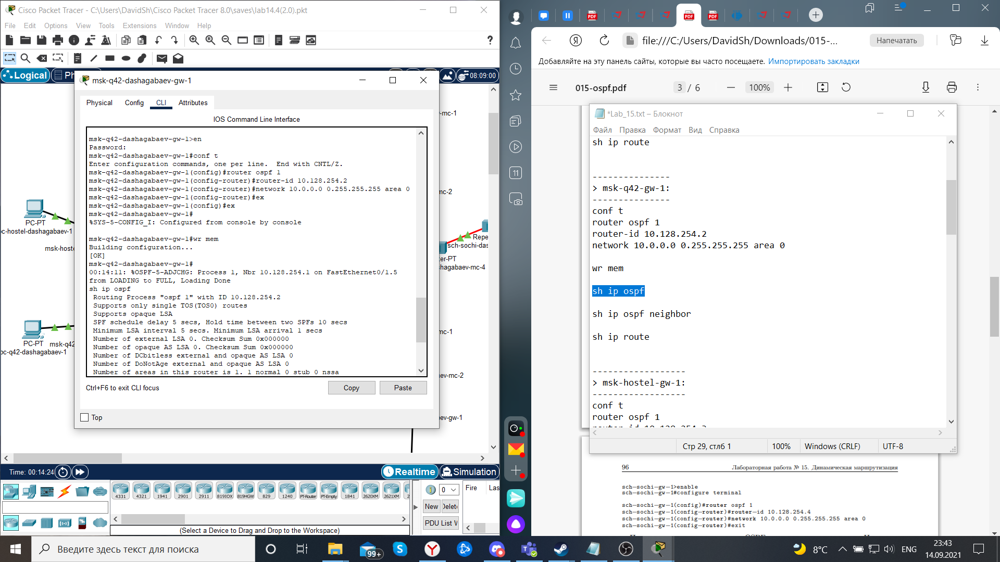 Cisco Packet Tracer - C:\Users\DavidSh\Cisco Packet Tracer 8.0\saves\lab14.4(2.0).pkt
File Edit Options View Tools Extensions Window Help
Logical
08:09:00
msk-q42-dashagabaev-gw-1
Physical Config CLI Attributes
IOS Command Line Interface
msk-q42-dashagabaev-gw-1>en
Password:
msk-q42-dashagabaev-gw-1#conf t
Enter configuration commands, one per line. End with CNTL/Z.
msk-q42-dashagabaev-gw-1(config)#router ospf 1
msk-q42-dashagabaev-gw-1(config-router)#router-id 10.128.254.2
msk-q42-dashagabaev-gw-1(config-router)#network 10.0.0.0 0.255.255.255 area 0
msk-q42-dashagabaev-gw-1(config-router)#ex
msk-q42-dashagabaev-gw-1(config)#ex
msk-q42-dashagabaev-gw-1#
%SYS-5-CONFIG_I: Configured from console by console
msk-q42-dashagabaev-gw-1#wr mem
Building configuration...
[OK]
msk-q42-dashagabaev-gw-1#
00:14:11: %OSPF-5-ADJCHG: Process 1, Nbr 10.128.254.1 on FastEthernet0/1.5
from LOADING to FULL, Loading Done
sh ip ospf
Routing Process "ospf 1" with ID 10.128.254.2
Supports only single TOS(TOS0) routes
Supports opaque LSA
SPF schedule delay 5 secs, Hold time between two SPFs 10 secs
Minimum LSA interval 5 secs. Minimum LSA arrival 1 secs
Number of external LSA 0. Checksum Sum 0x000000
Number of opaque AS LSA 0. Checksum Sum 0x000000
Number of DCbitless external and opaque AS LSA 0
Number of DoNotAge external and opaque AS LSA 0
Number of areas in this router is 1. 1 normal 0 stub 0 nssa
Ctrl+F6 to exit CLI focus
Copy Paste
Top
PC-PT
oc-hostel-dashagabaev-1
msk-hoste
PC-PT msk-q42
oc-q42-dashagabaev-1
-mc-1
mc-2
Repe
sch-sochi-das
ter-PT
hagabaev-mc-4
mc-1
ev-mc-2
ev-gw-1
Time: 00:14:24
Realtime Simulation
4331 4321 1941 2901 2911 819IOX 819HGW 829 1240 PT-Router PT-Empty 1841 2620XM 2621XM
(Select a Device to Drag and Drop to the Workspace)
0
New Delete
PDU List W
Fire Las
file:///C:/Users/DavidSh/Downloads/015-...
Напечатать
Добавляйте на эту панель сайты, которые вы часто посещаете. Импортировать закладки
015-ospf.pdf
3 / 6
100%
11
*Lab_15.txt – Блокнот
Файл Правка Формат Вид Справка
sh ip route
---------------
> msk-q42-gw-1:
---------------
conf t
router ospf 1
router-id 10.128.254.2
network 10.0.0.0 0.255.255.255 area 0
wr mem
sh ip ospf
sh ip ospf neighbor
sh ip route
------------------
> msk-hostel-gw-1:
------------------
conf t
router ospf 1
Стр 29, стлб 1
100%
Windows (CRLF)
UTF-8
96 Лабораторная работа № 15. Динамическая маршрутизация
sch-sochi-gw-1>enable
sch-sochi-gw-1#configure terminal
sch-sochi-gw-1(config)#router ospf 1
sch-sochi-gw-1(config-router)#router-id 10.128.254.4
sch-sochi-gw-1(config-router)#network 10.0.0.0 0.255.255.255 area 0
sch-sochi-gw-1(config-router)#exit
Введите здесь текст для поиска
99+
8°C
ENG
23:43
14.09.2021